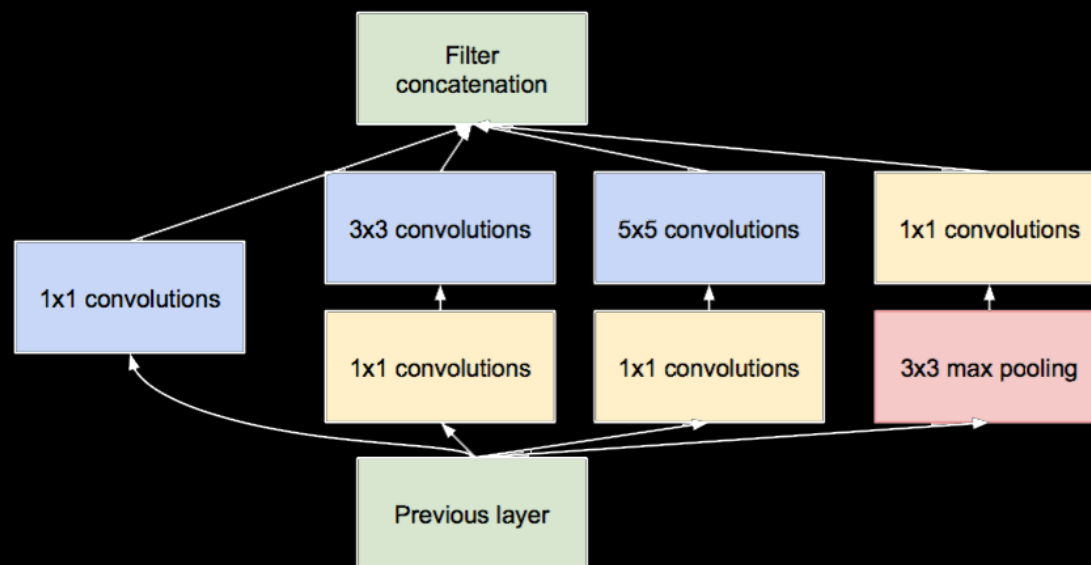 Filter
concatenation
3x3 convolutions
5x5 convolutions
1x1 convolutions
1x1 convolutions
1x1 convolutions
1x1 convolutions
3x3 max pooling
Previous layer